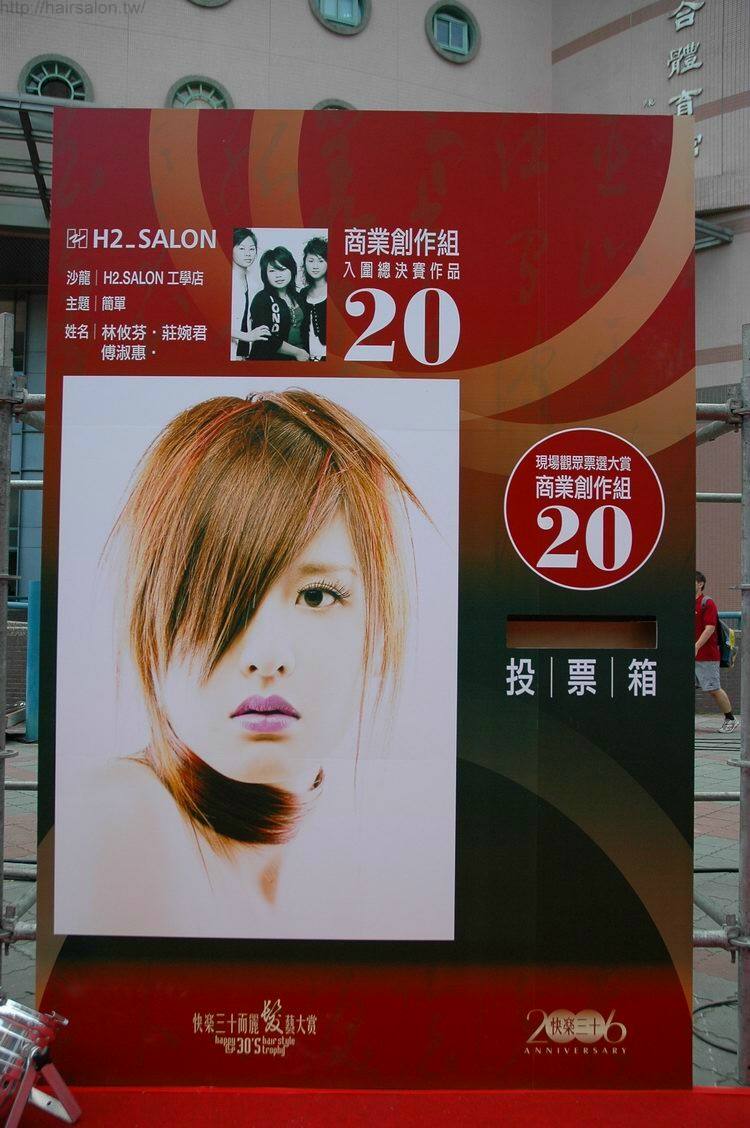 http://hairsalon.tw/
合體育館
H2_SALON
沙龍｜H2.SALON 工學店
主題｜簡單
姓名｜林攸芬・莊婉君
傅淑惠・
商業創作組
入圍總決賽作品
20
現場觀眾票選大賞
商業創作組
20
投｜票｜箱
快樂三十而麗髮藝大賞
happy 30'S hair style trophy
2006
快樂三十
ANNIVERSARY